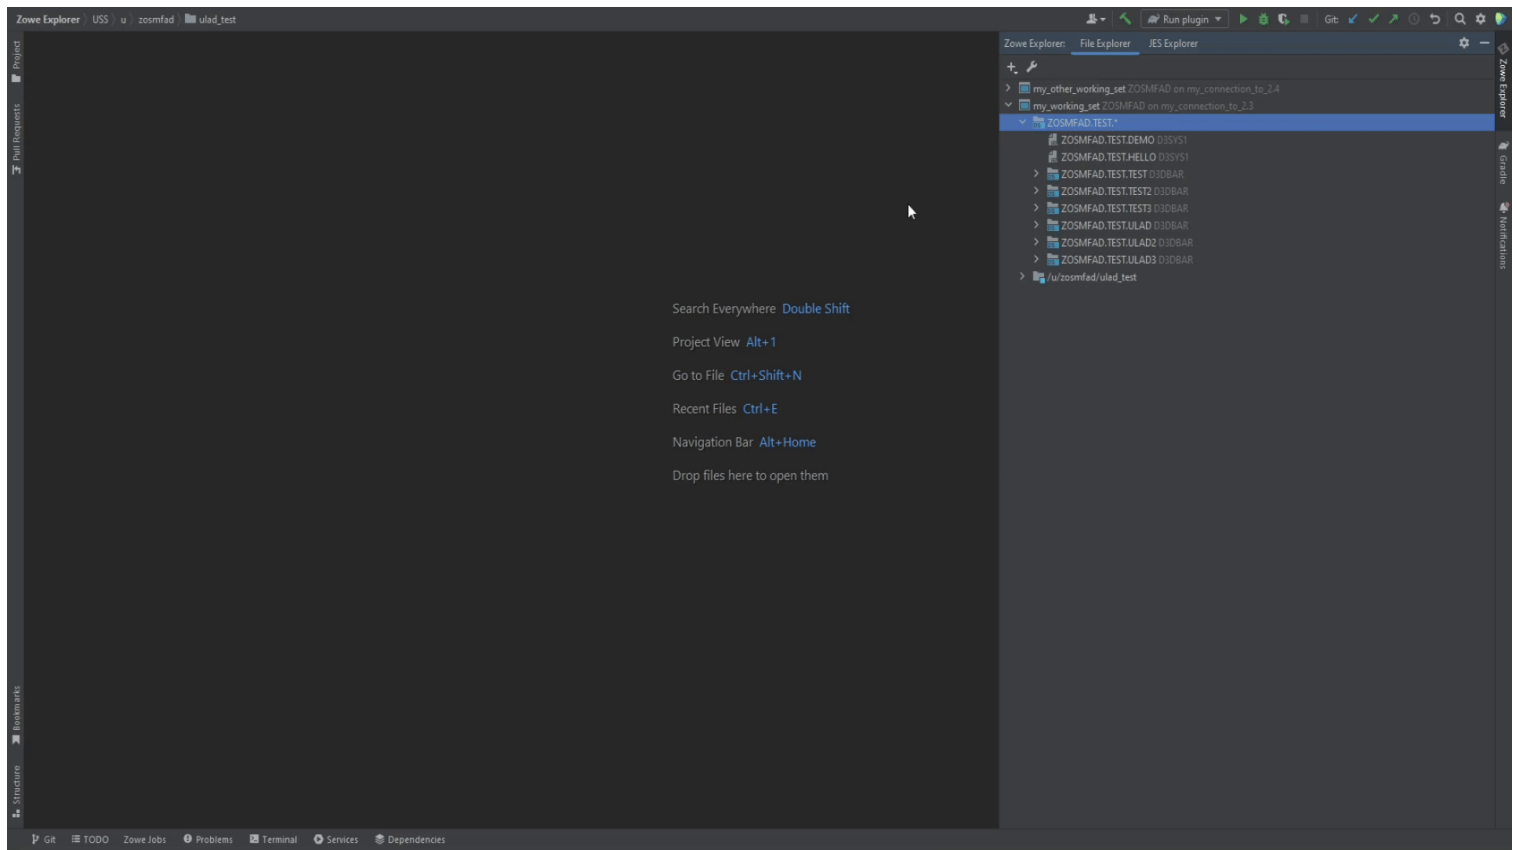 Zowe Explorer USS u zosmfad ulad_test
Run plugin
Git:
Project
Pull Requests
Bookmarks
Structure
Search Everywhere Double Shift
Project View Alt+1
Go to File Ctrl+Shift+N
Recent Files Ctrl+E
Navigation Bar Alt+Home
Drop files here to open them
Zowe Explorer: File Explorer JES Explorer
my_other_working_set ZOSMFAD on my_connection_to_2.4
my_working_set ZOSMFAD on my_connection_to_2.3
ZOSMFAD.TEST.*
ZOSMFAD.TEST.DEMO D3SYS1
ZOSMFAD.TEST.HELLO D3SYS1
ZOSMFAD.TEST.TEST D3DBAR
ZOSMFAD.TEST.TEST2 D3DBAR
ZOSMFAD.TEST.TEST3 D3DBAR
ZOSMFAD.TEST.ULAD D3DBAR
ZOSMFAD.TEST.ULAD2 D3DBAR
ZOSMFAD.TEST.ULAD3 D3DBAR
/u/zosmfad/ulad_test
Zowe Explorer
Gradle
Notifications
Git TODO Zowe Jobs Problems Terminal Services Dependencies